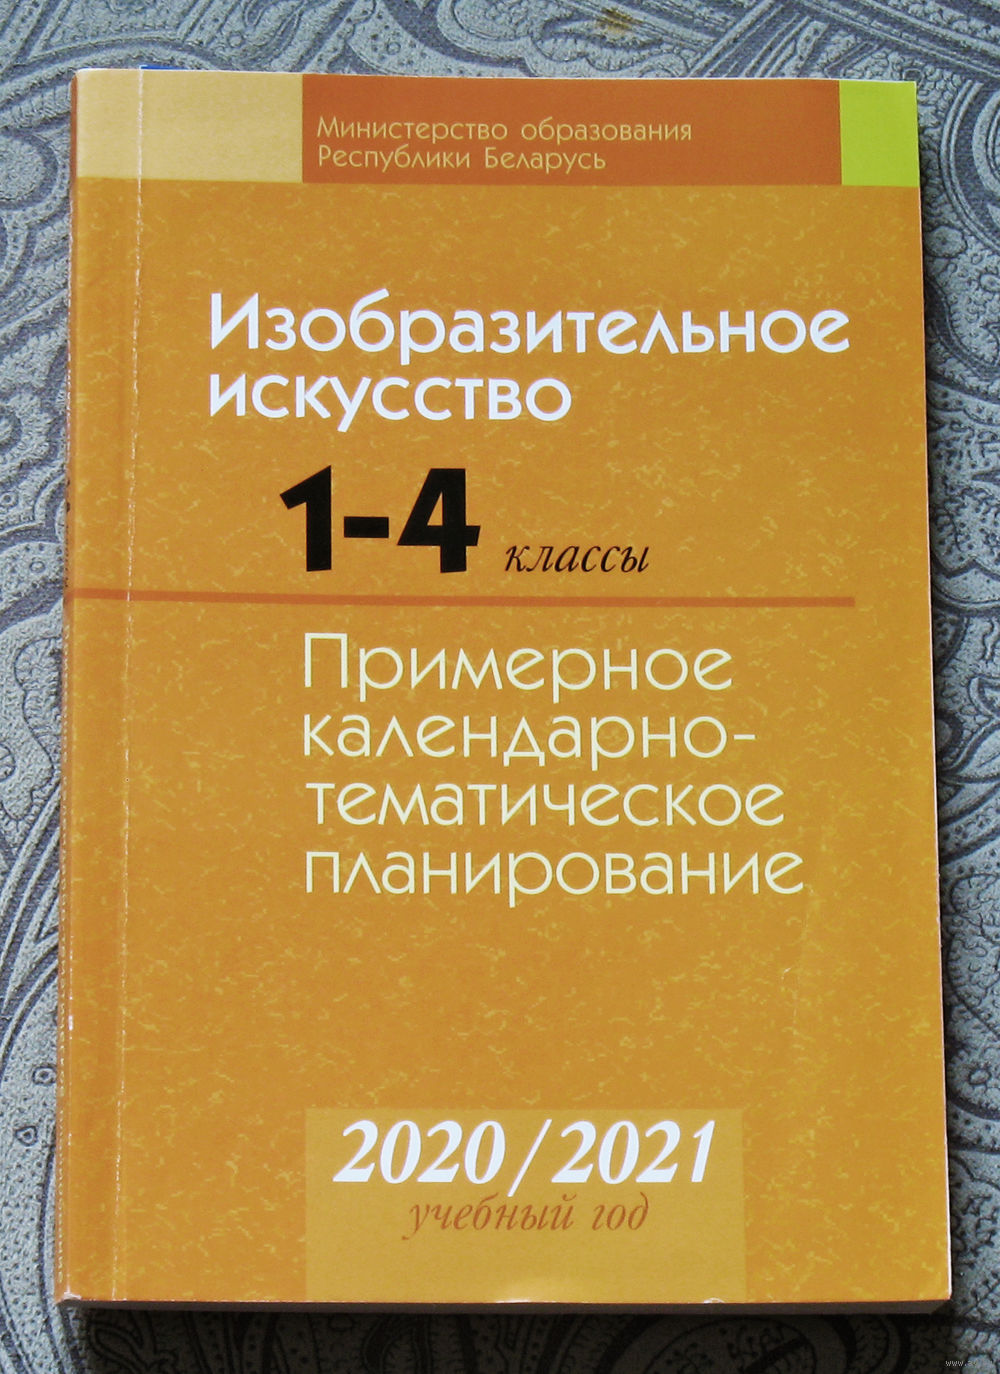 Министерство образования
Республики Беларусь
Изобразительное
искусство
1-4 классы
Примерное
календарно-
тематическое
планирование
2020/2021
учебный год